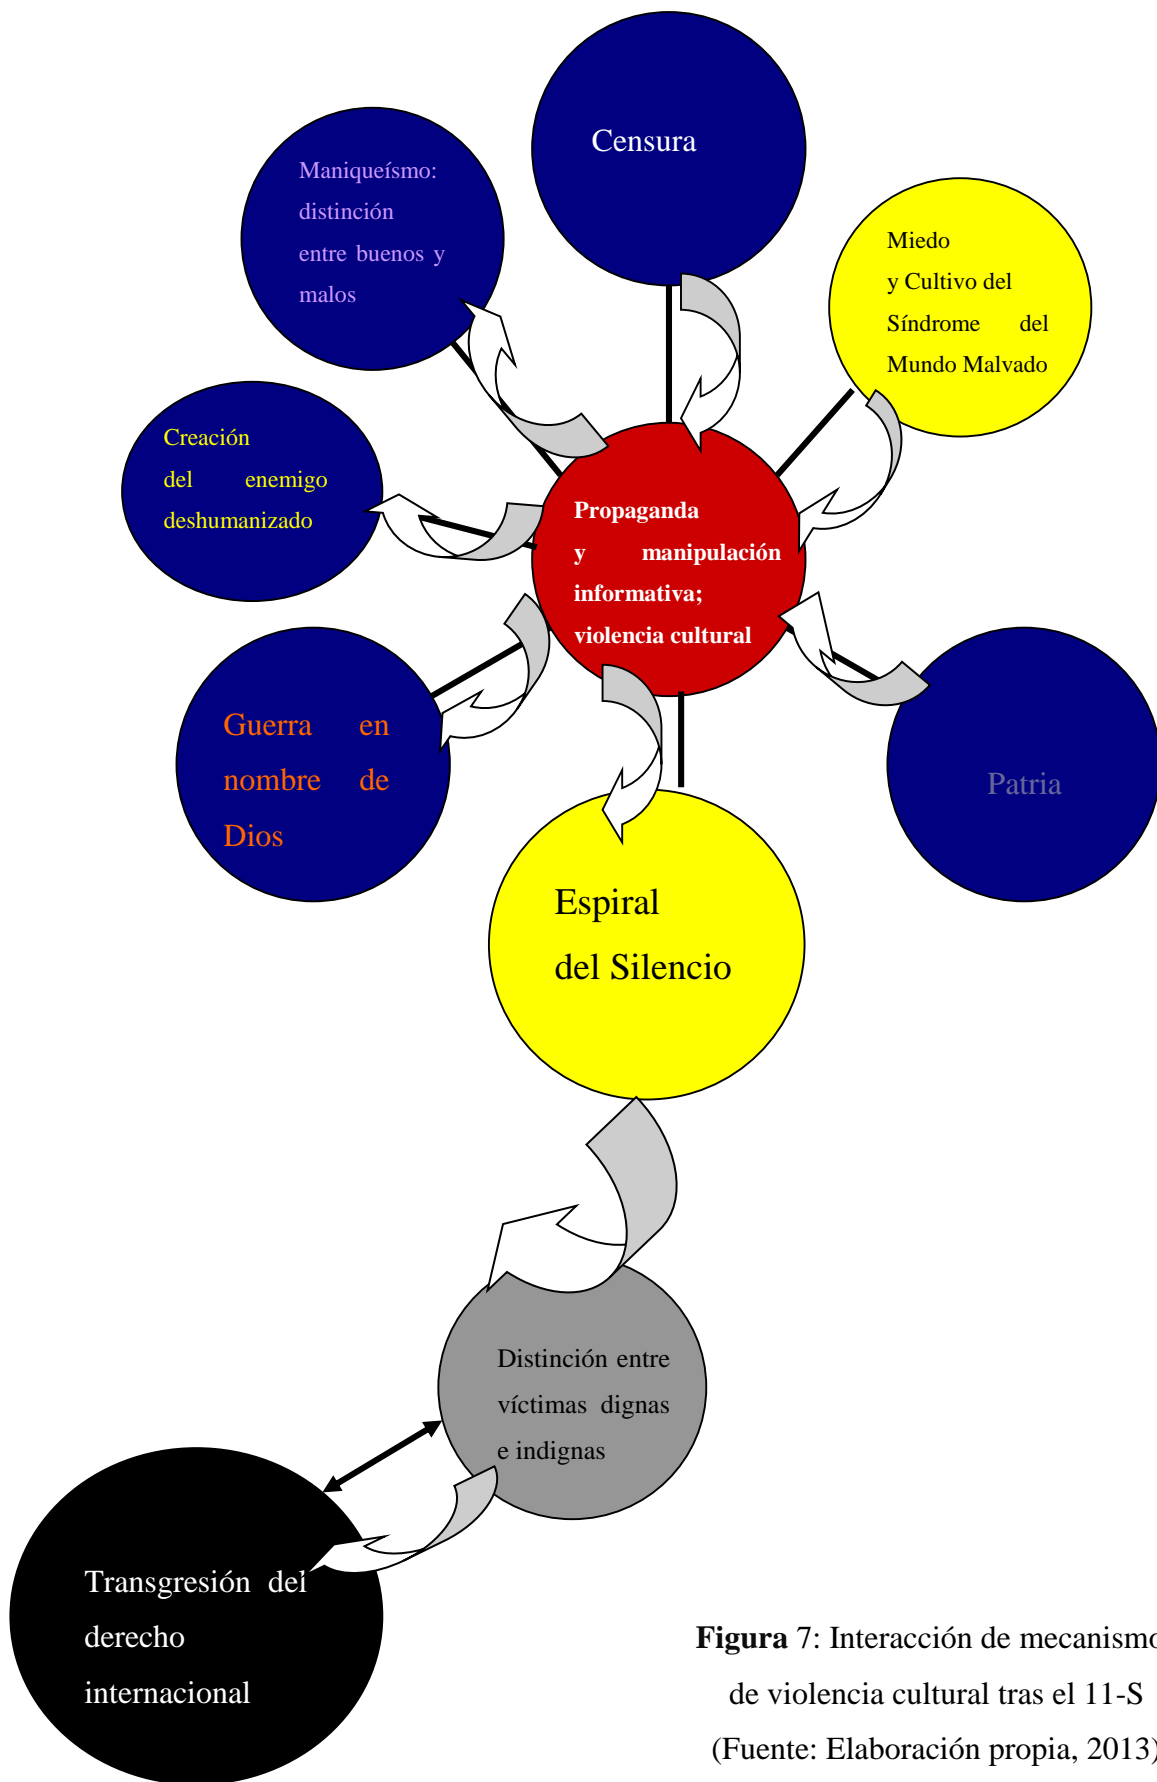 Censura
Maniqueísmo:
distinción
entre buenos y
malos
Miedo
y Cultivo del
Síndrome del
Mundo Malvado
Creación
del enemigo
deshumanizado
Propaganda
y manipulación
informativa;
violencia cultural
Guerra en
nombre de
Dios
Patria
Espiral
del Silencio
Distinción entre
víctimas dignas
e indignas
Transgresión del
derecho
internacional
Figura 7: Interacción de mecanismo
de violencia cultural tras el 11-S
(Fuente: Elaboración propia, 2013)